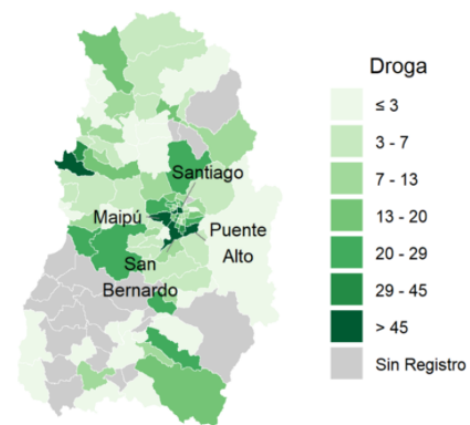 Santiago
Maipú
Puente
Alto
San
Bernardo
Droga
≤ 3
3 - 7
7 - 13
13 - 20
20 - 29
29 - 45
> 45
Sin Registro